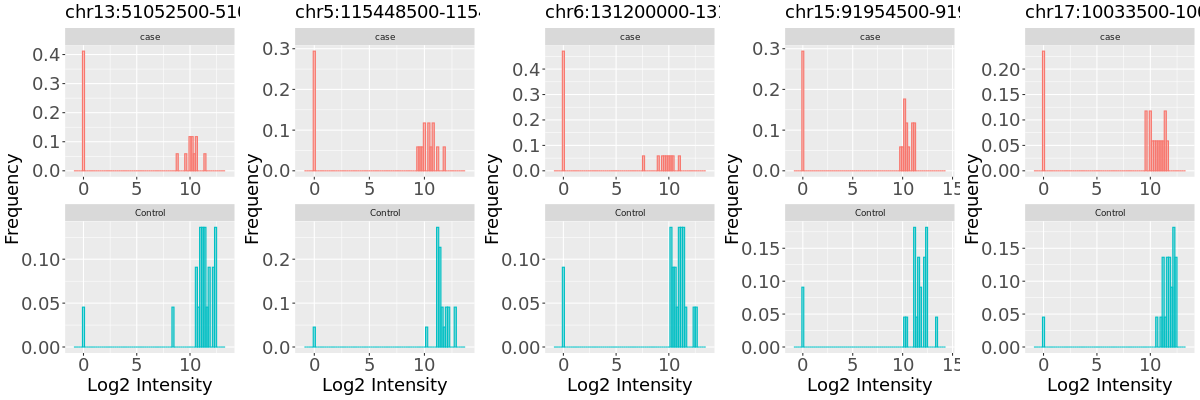 chr13:51052500-510
case
0.4
0.3
0.2
0.1
0.0
0 5 10
Control
0.10
0.05
0.00
0 5 10
Frequency
Log2 Intensity
chr5:115448500-1154
case
0.3
0.2
0.1
0.0
0 5 10
Control
0.2
0.1
0.0
0 5 10
Frequency
Log2 Intensity
chr6:131200000-131
case
0.4
0.3
0.2
0.1
0.0
0 5 10
Control
0.10
0.05
0.00
0 5 10
Frequency
Log2 Intensity
chr15:91954500-919
case
0.3
0.2
0.1
0.0
0 5 10 15
Control
0.15
0.10
0.05
0.00
0 5 10 15
Frequency
Log2 Intensity
chr17:10033500-100
case
0.20
0.15
0.10
0.05
0.00
0 5 10
Control
0.15
0.10
0.05
0.00
0 5 10
Frequency
Log2 Intensity